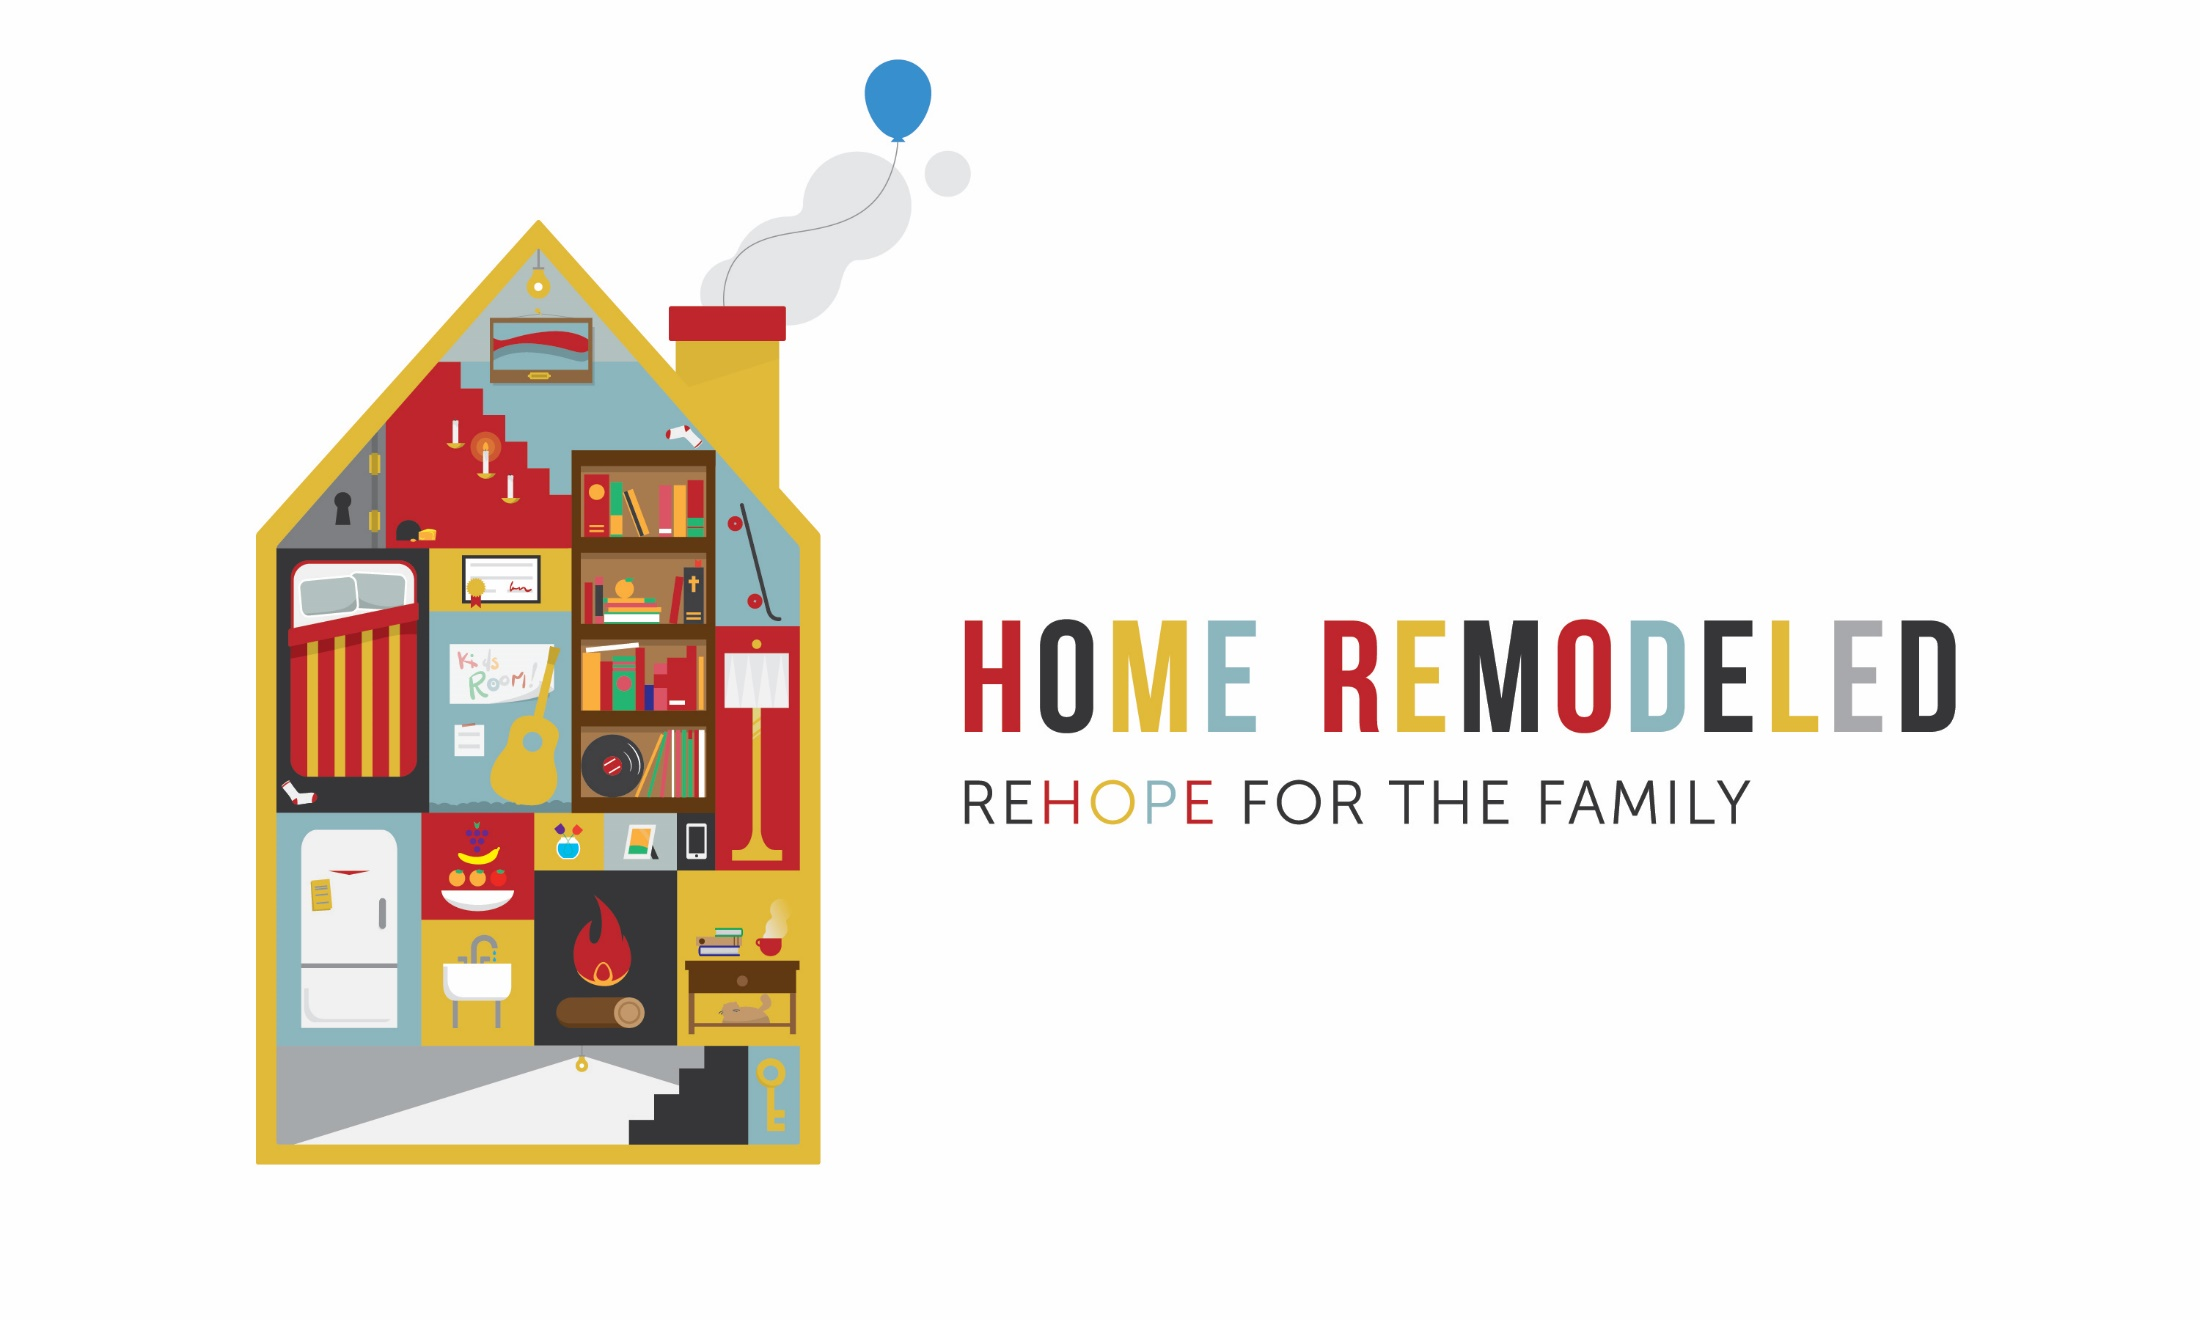 Kids
Room!
HOME REMODELED
REHOPE FOR THE FAMILY